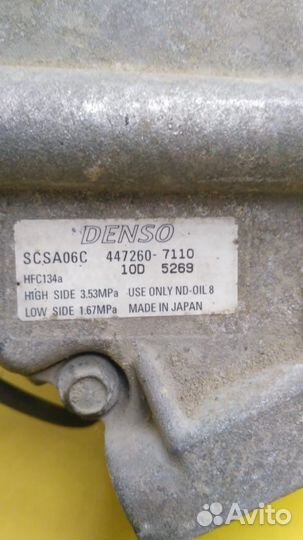 DENSO
SCSA06C 447260-7110
10D 5269
HFC134a
HIGH SIDE 3.53MPa USE ONLY ND-OIL 8
LOW SIDE 1.67MPa MADE IN JAPAN
Avito